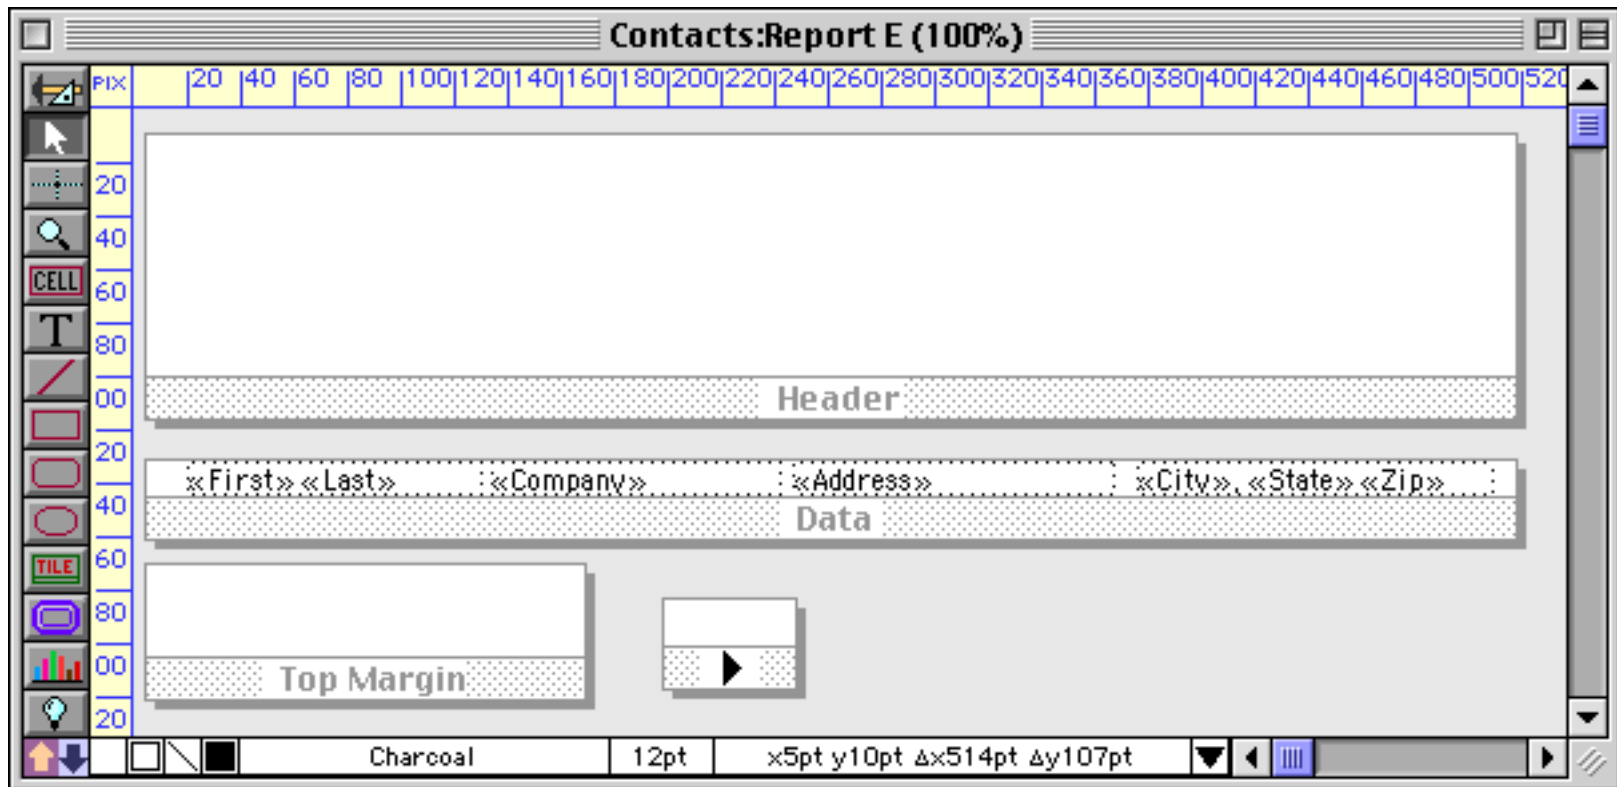 Contacts:Report E (100%)
PIX 20 40 60 80 100 120 140 160 180 200 220 240 260 280 300 320 340 360 380 400 420 440 460 480 500 520
20
40
CELL
60
T
80
00
Header
20
«First» «Last» «Company» «Address» «City», «State» «Zip»
40
Data
60
TILE
80
00
Top Margin
20
Charcoal 12pt x5pt y10pt Δx514pt Δy107pt